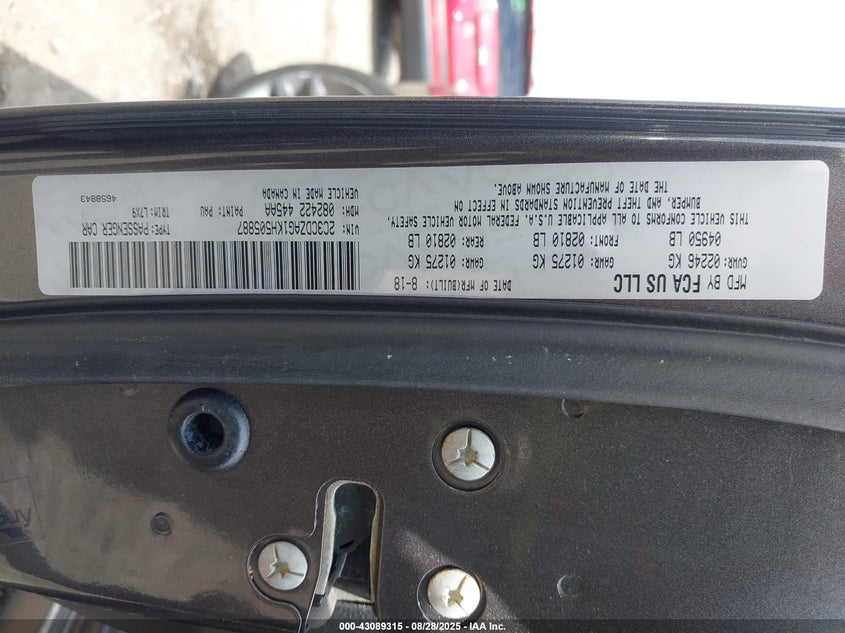 MFD BY FCA US LLC
DATE OF MFR(BUILT): 8-18
GVWR: 02246 KG GAWR: 01275 KG GAWR: 01275 KG
04950 LB FRONT: 02810 LB REAR: 02810 LB
THIS VEHICLE CONFORMS TO ALL APPLICABLE U.S.A. FEDERAL MOTOR VEHICLE SAFETY,
BUMPER, AND THEFT PREVENTION STANDARDS IN EFFECT ON
THE DATE OF MANUFACTURE SHOWN ABOVE.
VIN: 2C3CDZAG1KH505987 TYPE: PASSENGER CAR
MDH: 082422 445AA PAINT: PAU TRIM: L7X9
VEHICLE MADE IN CANADA 4658843
buy
000-43089315 - 08/28/2025 - IAA Inc.